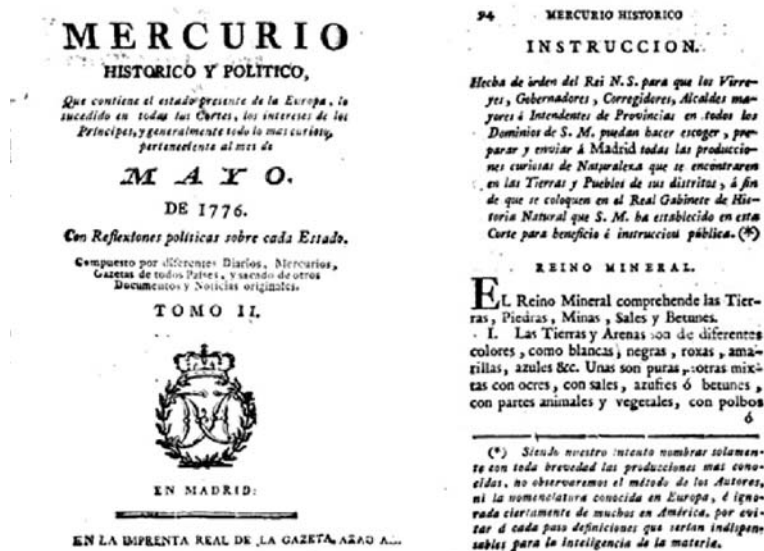 MERCURIO
HISTORICO Y POLITICO,
Que contiene el estado presente de la Europa, lo
sucedido en todas las Cortes, los intereses de los
Principes, y generalmente todo lo mas curioso,
perteneciente al mes de
MAYO.
DE 1776.
Con Reflexîones políticas sobre cada Estado.
Compuesto por diferentes Diarios, Mercurios,
Gazetas de todos Paises, y sacado de otros
Documentos y Noticias originales.
TOMO II.
EN MADRID:
EN LA IMPRENTA REAL DE LA GAZETA,
94 MERCURIO HISTORICO
INSTRUCCION.
Hecha de órden del Rei N. S. para que los Virre-
yes, Gobernadores, Corregidores, Alcaldes ma-
yores é Intendentes de Provincias en todos los
Dominios de S. M. puedan hacer escoger, pre-
parar y enviar á Madrid todas las produccio-
nes curiosas de Naturaleza que se encontraren
en las Tierras y Pueblos de sus distritos, á fin
de que se coloquen en el Real Gabinete de His-
toria Natural que S. M. ha establecido en esta
Corte para beneficio é instruccion pública. (*)
REINO MINERAL.
EL Reino Mineral comprehende las Tier-
ras, Piedras, Minas, Sales y Betunes.
I. Las Tierras y Arenas son de diferentes
colores, como blancas, negras, roxas, ama-
rillas, azules &c. Unas son puras, otras mix-
tas con ocres, con sales, azufres ó betunes,
con partes animales y vegetales, con polbos
ó
(*) Siendo nuestro intento nombrar solamen-
te con toda brevedad las producciones mas cono-
cidas, no observaremos el método de los Autores,
ni la nomenclatura conocida en Europa, é igno-
rada ciertamente de muchos en América, por evi-
tar á cada paso definiciones que serían indispen-
sables para la inteligencia de la materia.